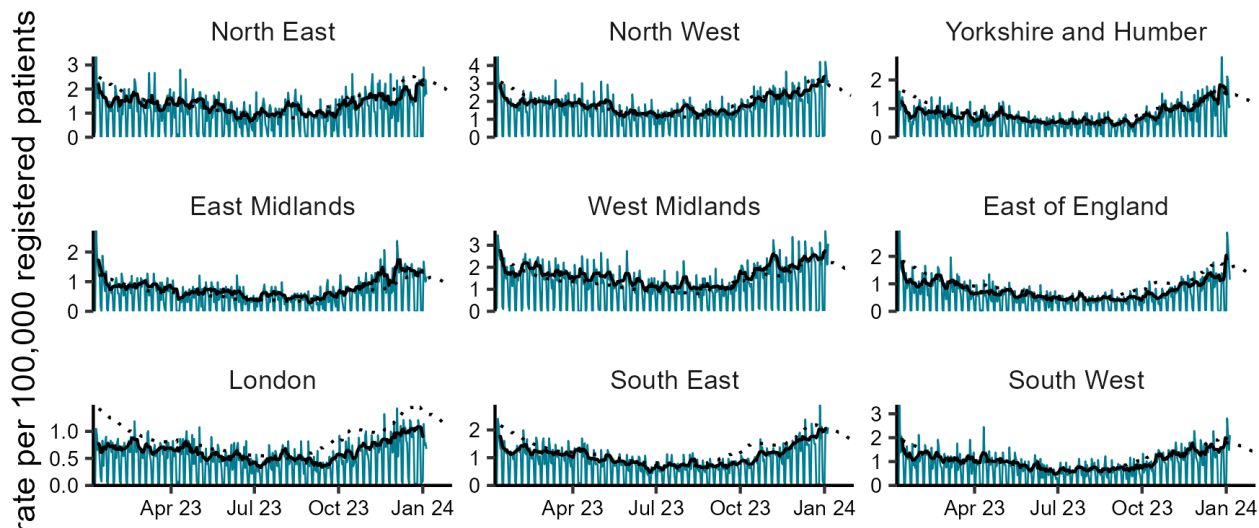 rate per 100,000 registered patients
North East
North West
Yorkshire and Humber
3
2
1
0
4
3
2
1
0
2
1
0
East Midlands
West Midlands
East of England
2
1
0
3
2
1
0
2
1
0
London
South East
South West
1.0
0.5
0.0
2
1
0
3
2
1
0
Apr 23 Jul 23 Oct 23 Jan 24
Apr 23 Jul 23 Oct 23 Jan 24
Apr 23 Jul 23 Oct 23 Jan 24